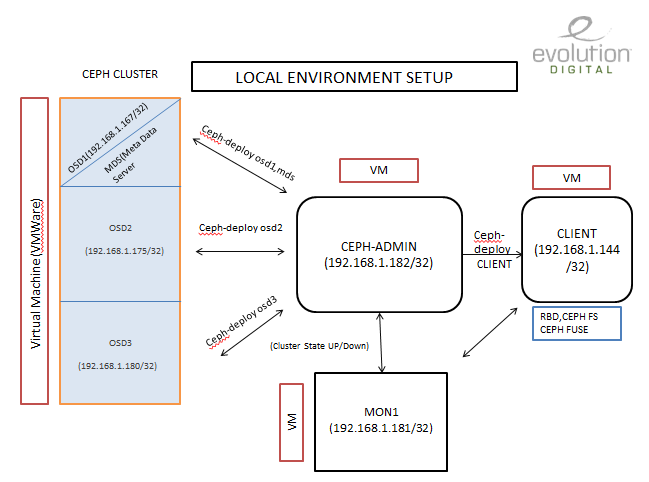 evolution
DIGITAL
CEPH CLUSTER
LOCAL ENVIRONMENT SETUP
Virtual Machine(VMWare)
OSD1(192.168.1.167/32)
MDS(Meta Data
Server
OSD2
(192.168.1.175/32)
OSD3
(192.168.1.180/32)
Ceph-deploy osd1,mds
Ceph-deploy osd2
Ceph-deploy osd3
VM
CEPH-ADMIN
(192.168.1.182/32)
Ceph-
deploy
CLIENT
VM
CLIENT
(192.168.1.144
/32)
RBD,CEPH FS
CEPH FUSE
(Cluster State UP/Down)
VM
MON1
(192.168.1.181/32)